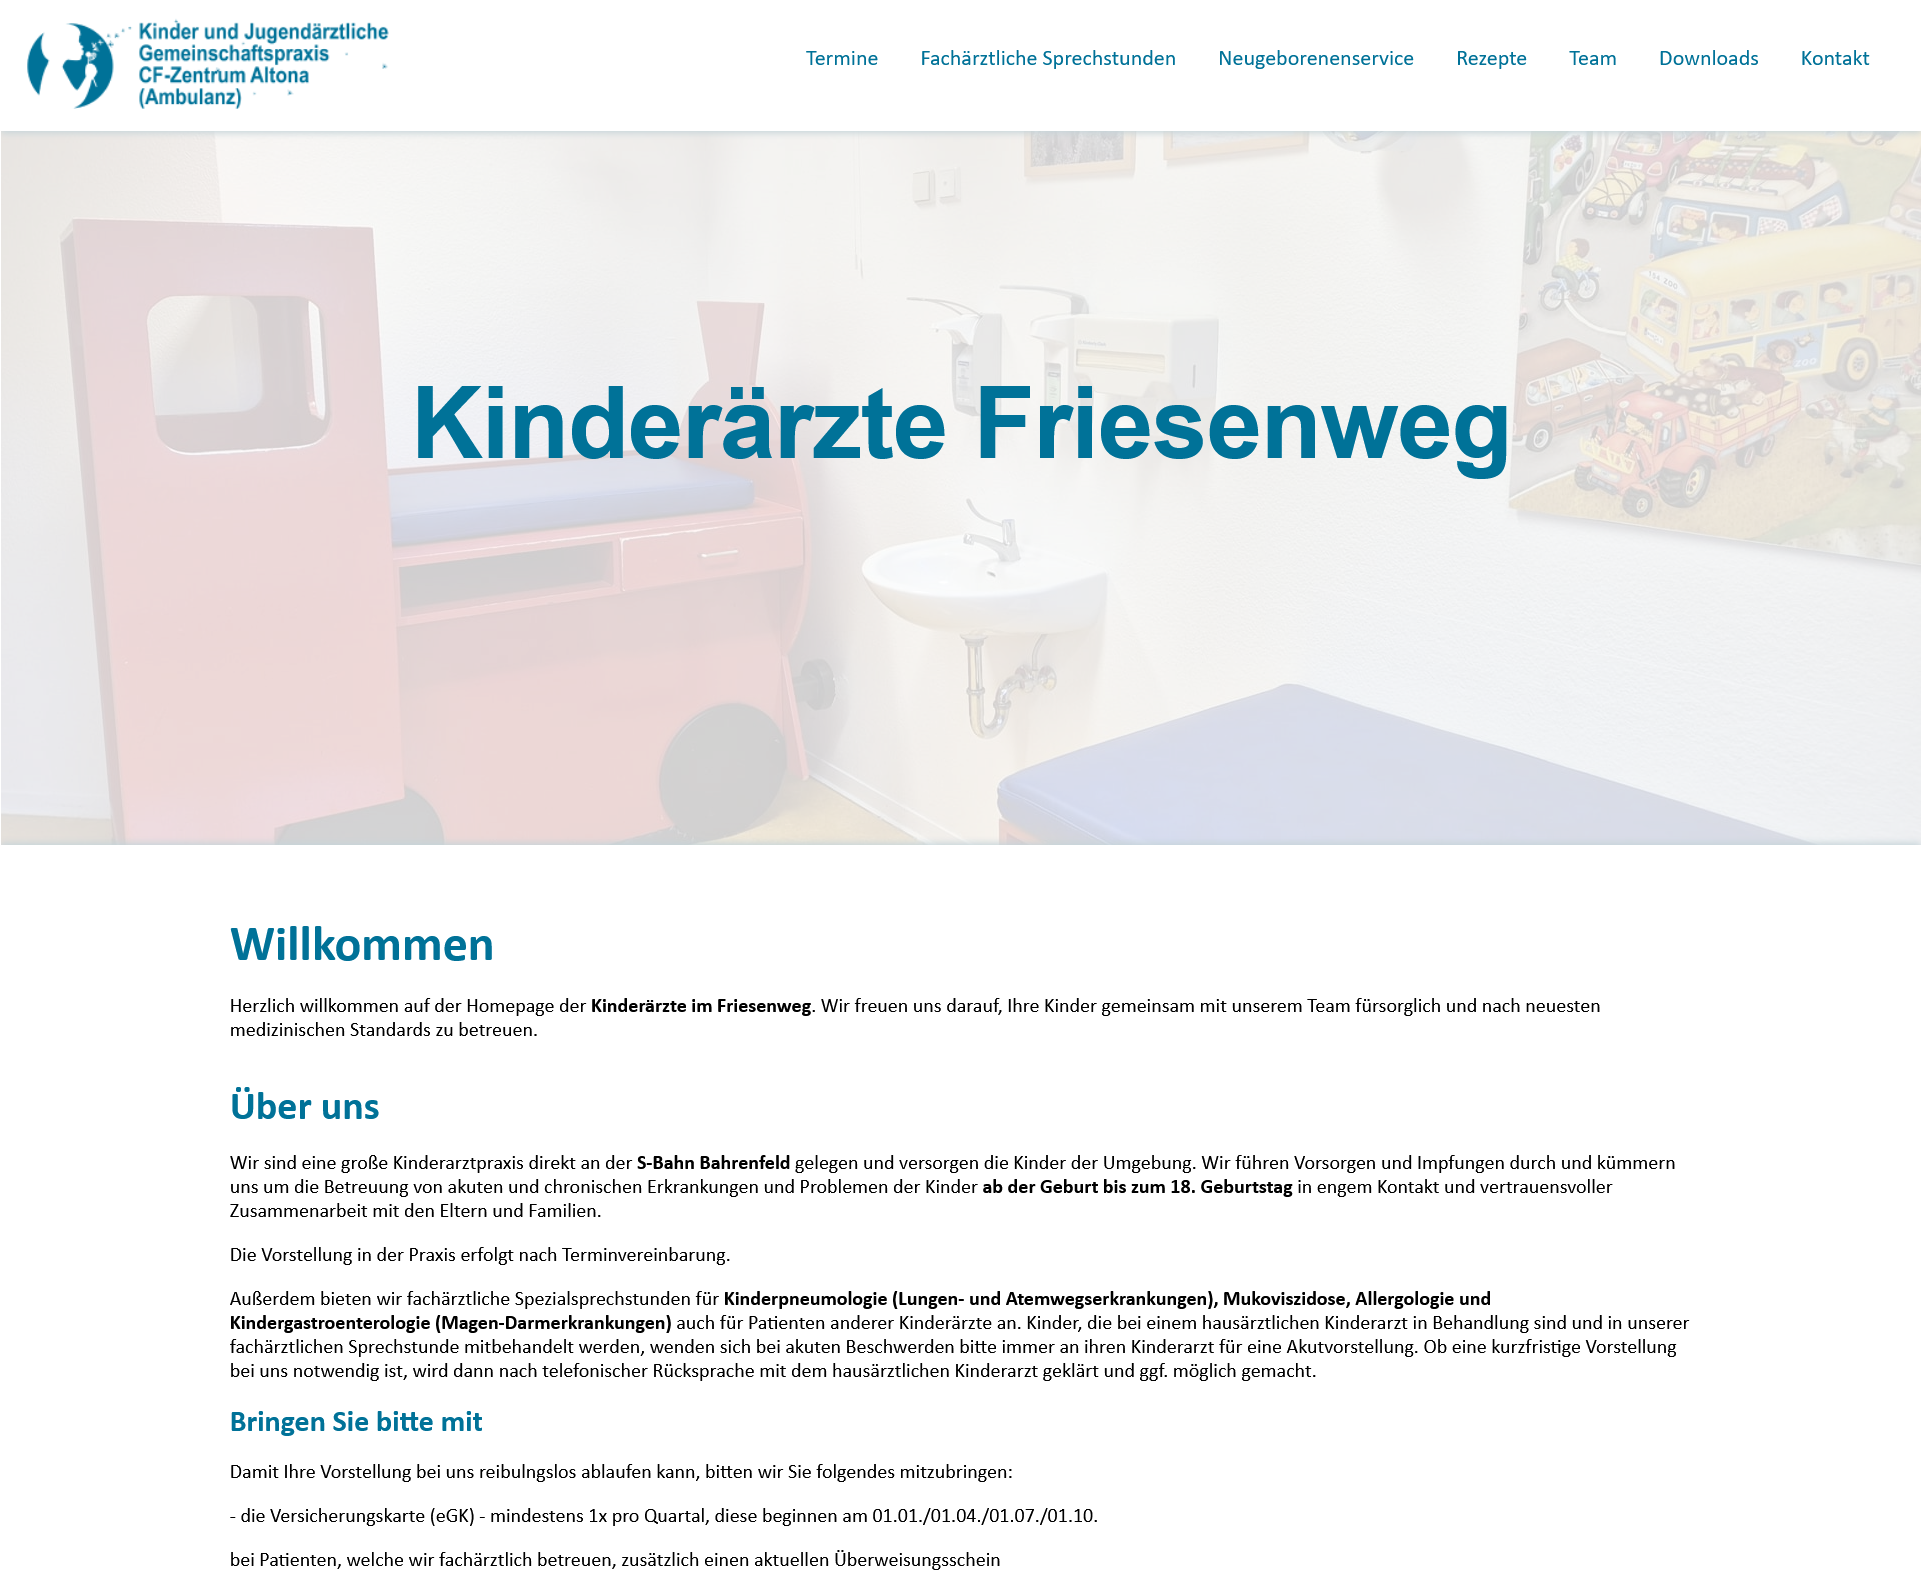 Kinder und Jugendärztliche
Gemeinschaftspraxis
CF-Zentrum Altona
(Ambulanz)
Termine Fachärztliche Sprechstunden Neugeborenenservice Rezepte Team Downloads Kontakt
Kinderärzte Friesenweg
Willkommen
Herzlich willkommen auf der Homepage der Kinderärzte im Friesenweg. Wir freuen uns darauf, Ihre Kinder gemeinsam mit unserem Team fürsorglich und nach neuesten
medizinischen Standards zu betreuen.
Über uns
Wir sind eine große Kinderarztpraxis direkt an der S-Bahn Bahrenfeld gelegen und versorgen die Kinder der Umgebung. Wir führen Vorsorgen und Impfungen durch und kümmern
uns um die Betreuung von akuten und chronischen Erkrankungen und Problemen der Kinder ab der Geburt bis zum 18. Geburtstag in engem Kontakt und vertrauensvoller
Zusammenarbeit mit den Eltern und Familien.
Die Vorstellung in der Praxis erfolgt nach Terminvereinbarung.
Außerdem bieten wir fachärztliche Spezialsprechstunden für Kinderpneumologie (Lungen- und Atemwegserkrankungen), Mukoviszidose, Allergologie und
Kindergastroenterologie (Magen-Darmerkrankungen) auch für Patienten anderer Kinderärzte an. Kinder, die bei einem hausärztlichen Kinderarzt in Behandlung sind und in unserer
fachärztlichen Sprechstunde mitbehandelt werden, wenden sich bei akuten Beschwerden bitte immer an ihren Kinderarzt für eine Akutvorstellung. Ob eine kurzfristige Vorstellung
bei uns notwendig ist, wird dann nach telefonischer Rücksprache mit dem hausärztlichen Kinderarzt geklärt und ggf. möglich gemacht.
Bringen Sie bitte mit
Damit Ihre Vorstellung bei uns reibulngslos ablaufen kann, bitten wir Sie folgendes mitzubringen:
- die Versicherungskarte (eGK) - mindestens 1x pro Quartal, diese beginnen am 01.01./01.04./01.07./01.10.
bei Patienten, welche wir fachärztlich betreuen, zusätzlich einen aktuellen Überweisungsschein